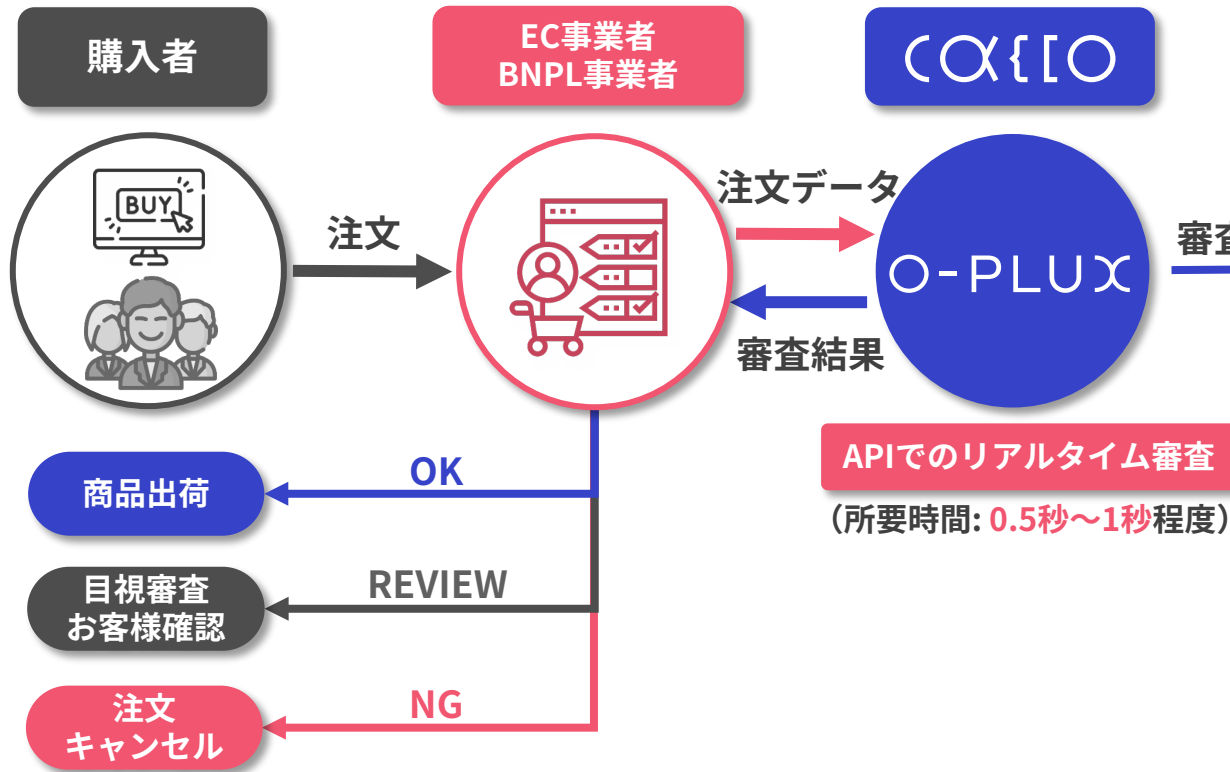 購入者
EC事業者
BNPL事業者
BUY
注文
注文データ
O-PLUX
審査
審査結果
APIでのリアルタイム審査
（所要時間: 0.5秒～1秒程度）
OK
商品出荷
REVIEW
目視審査
お客様確認
NG
注文
キャンセル